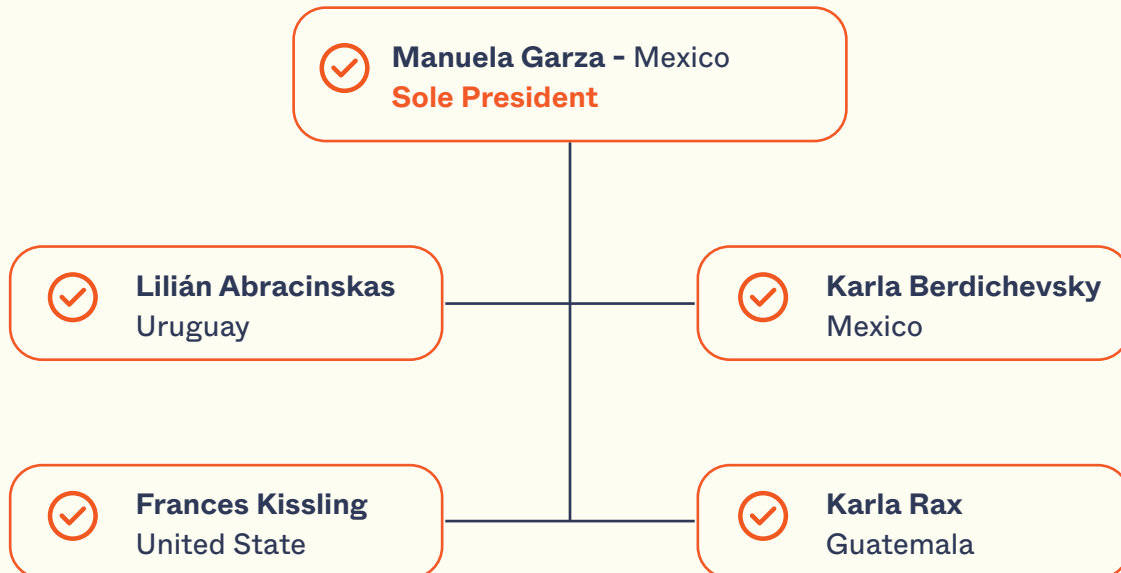 Manuela Garza - Mexico
Sole President
Lilián Abracinskas
Uruguay
Karla Berdichevsky
Mexico
Frances Kissling
United State
Karla Rax
Guatemala